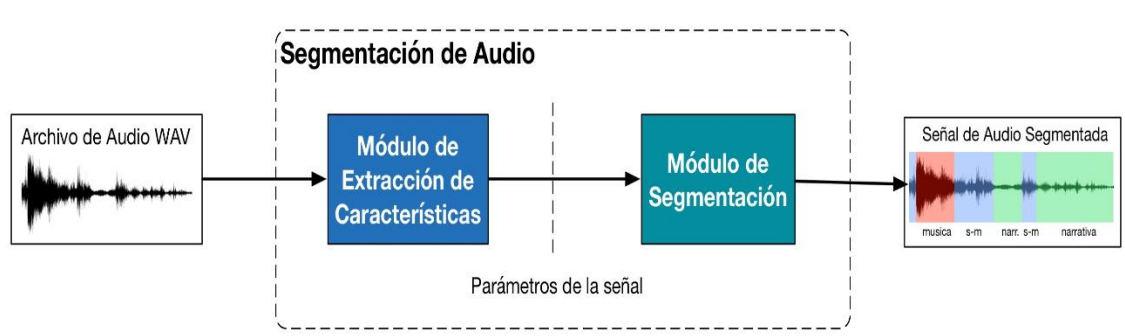 Segmentación de Audio
Archivo de Audio WAV
Módulo de
Extracción de
Características
Módulo de
Segmentación
Parámetros de la señal
Señal de Audio Segmentada
musica s-m narr. s-m narrativa